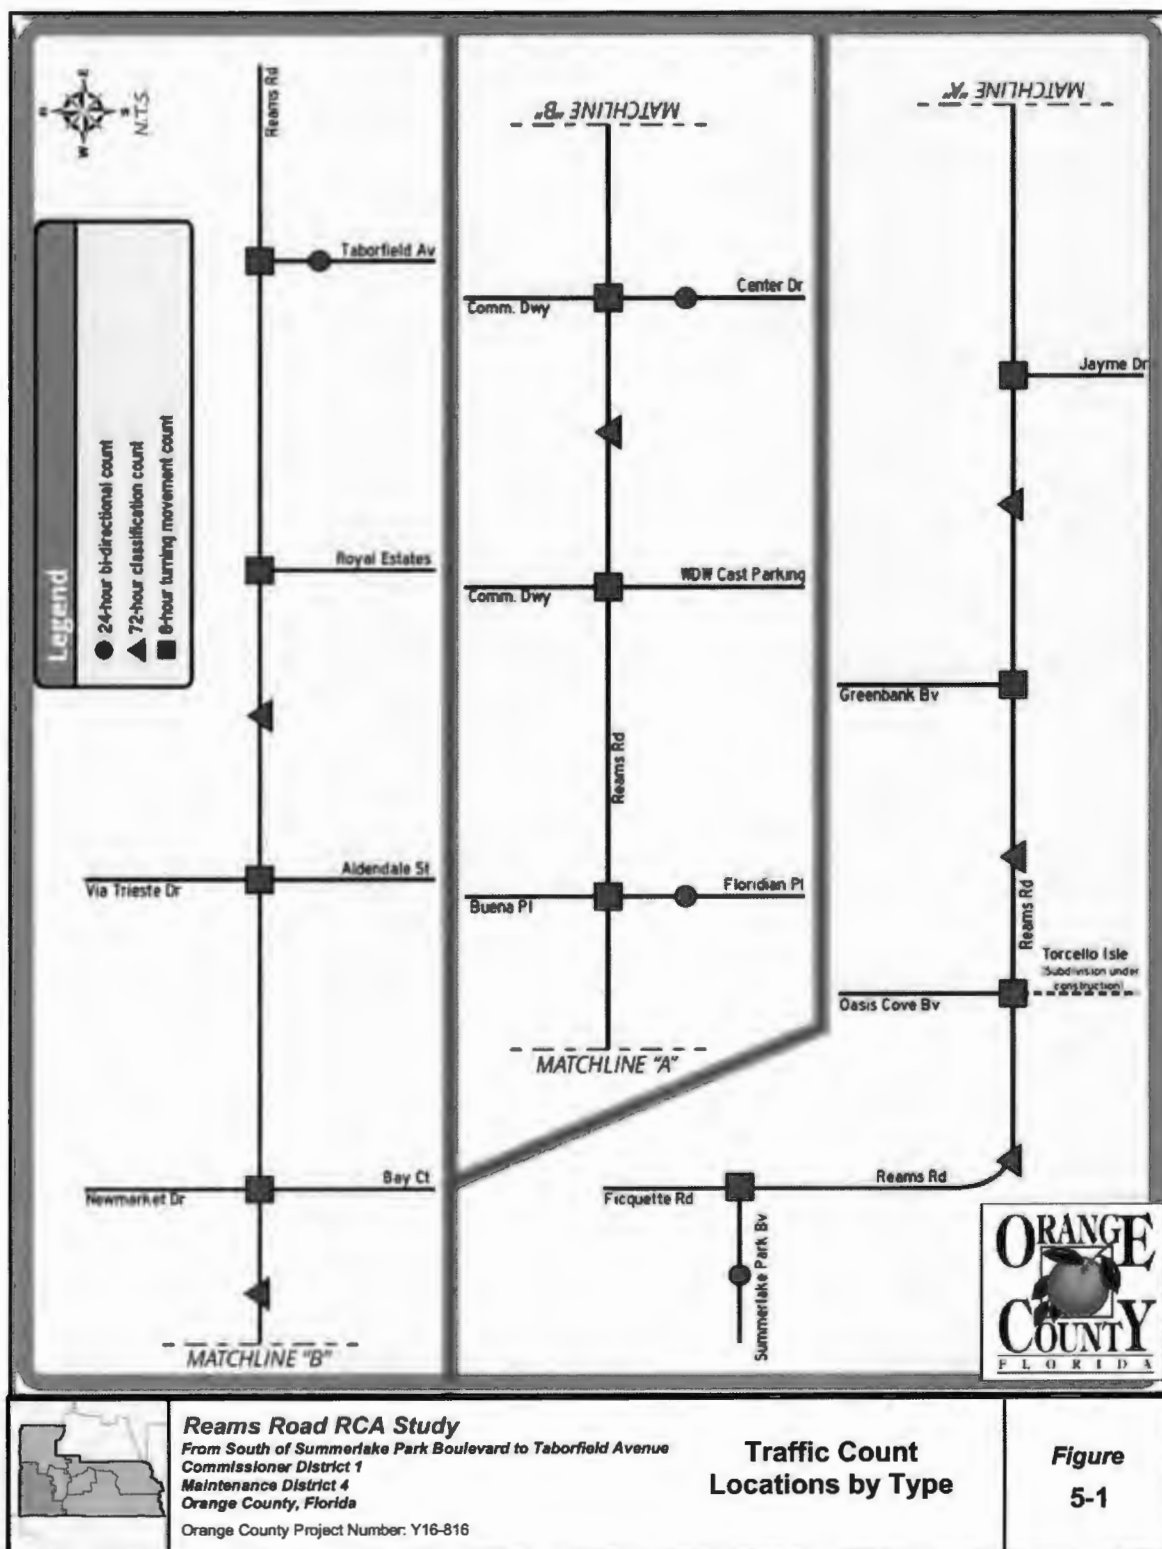 E
N
S
W
N.T.S.
Legend
24-hour bi-directional count
72-hour classification count
8-hour turning movement count
Reams Rd
Taborfield Av
Royal Estates
Via Trieste Dr
Aldendale St
Newmarket Dr
Bay Ct
MATCHLINE "B"
MATCHLINE "B"
Comm. Dwy
Center Dr
Comm. Dwy
WDW Cast Parking
Reams Rd
Buena Pl
Floridian Pl
MATCHLINE "A"
MATCHLINE "A"
Jayme Dr
Greenbank Bv
Reams Rd
Torcello Isle
(Subdivision under
construction)
Oasis Cove Bv
Ficquette Rd
Reams Rd
Summerlake Park Bv
ORANGE
COUNTY
FLORIDA
Reams Road RCA Study
From South of Summerlake Park Boulevard to Taborfield Avenue
Commissioner District 1
Maintenance District 4
Orange County, Florida
Orange County Project Number: Y16-816
Traffic Count
Locations by Type
Figure
5-1